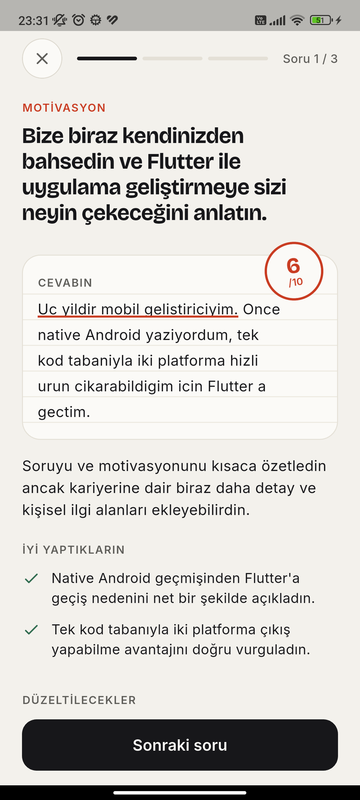 23:31
51
Soru 1 / 3
MOTİVASYON
Bize biraz kendinizden
bahsedin ve Flutter ile
uygulama geliştirmeye sizi
neyin çekeceğini anlatın.
6
/10
CEVABIN
Uc yildir mobil gelistiriciyim. Once
native Android yaziyordum, tek
kod tabaniyla iki platforma hizli
urun cikarabildigim icin Flutter a
gectim.
Soruyu ve motivasyonunu kısaca özetledin
ancak kariyerine dair biraz daha detay ve
kişisel ilgi alanları ekleyebilirdin.
İYİ YAPTIKLARIN
Native Android geçmişinden Flutter'a
geçiş nedenini net bir şekilde açıkladın.
Tek kod tabanıyla iki platforma çıkış
yapabilme avantajını doğru vurguladın.
DÜZELTİLECEKLER
Sonraki soru